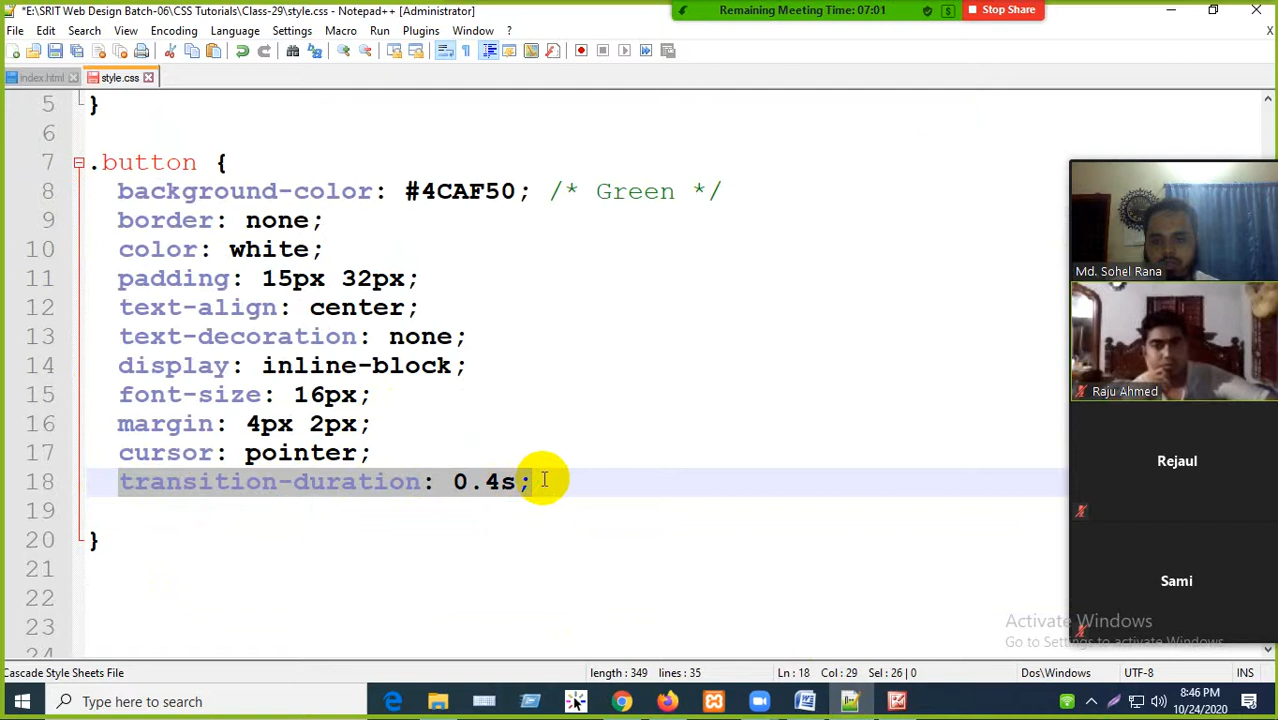 *E:\SRIT Web Design Batch-06\CSS Tutorials\Class-29\style.css - Notepad++ [Administrator]
Remaining Meeting Time: 07:01
Stop Share
File Edit Search View Encoding Language Settings Macro Run Plugins Window ? X
index.html style.css
5 }
6
7 .button {
8 background-color: #4CAF50; /* Green */
9 border: none;
10 color: white;
11 padding: 15px 32px;
12 text-align: center;
13 text-decoration: none;
14 display: inline-block;
15 font-size: 16px;
16 margin: 4px 2px;
17 cursor: pointer;
18 transition-duration: 0.4s;
19
20 }
21
22
23
24
Md. Sohel Rana
Raju Ahmed
Rejaul
Sami
Activate Windows
Go to Settings to activate Windows.
Cascade Style Sheets File length : 349 lines : 35 Ln : 18 Col : 29 Sel : 26 | 0 Dos\Windows UTF-8 INS
Type here to search
8:46 PM
10/24/2020